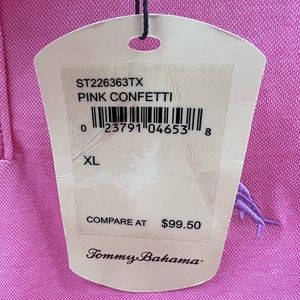 ST226363TX
PINK CONFETTI
0 23791 04653 8
XL
COMPARE AT $99.50
Tommy Bahama